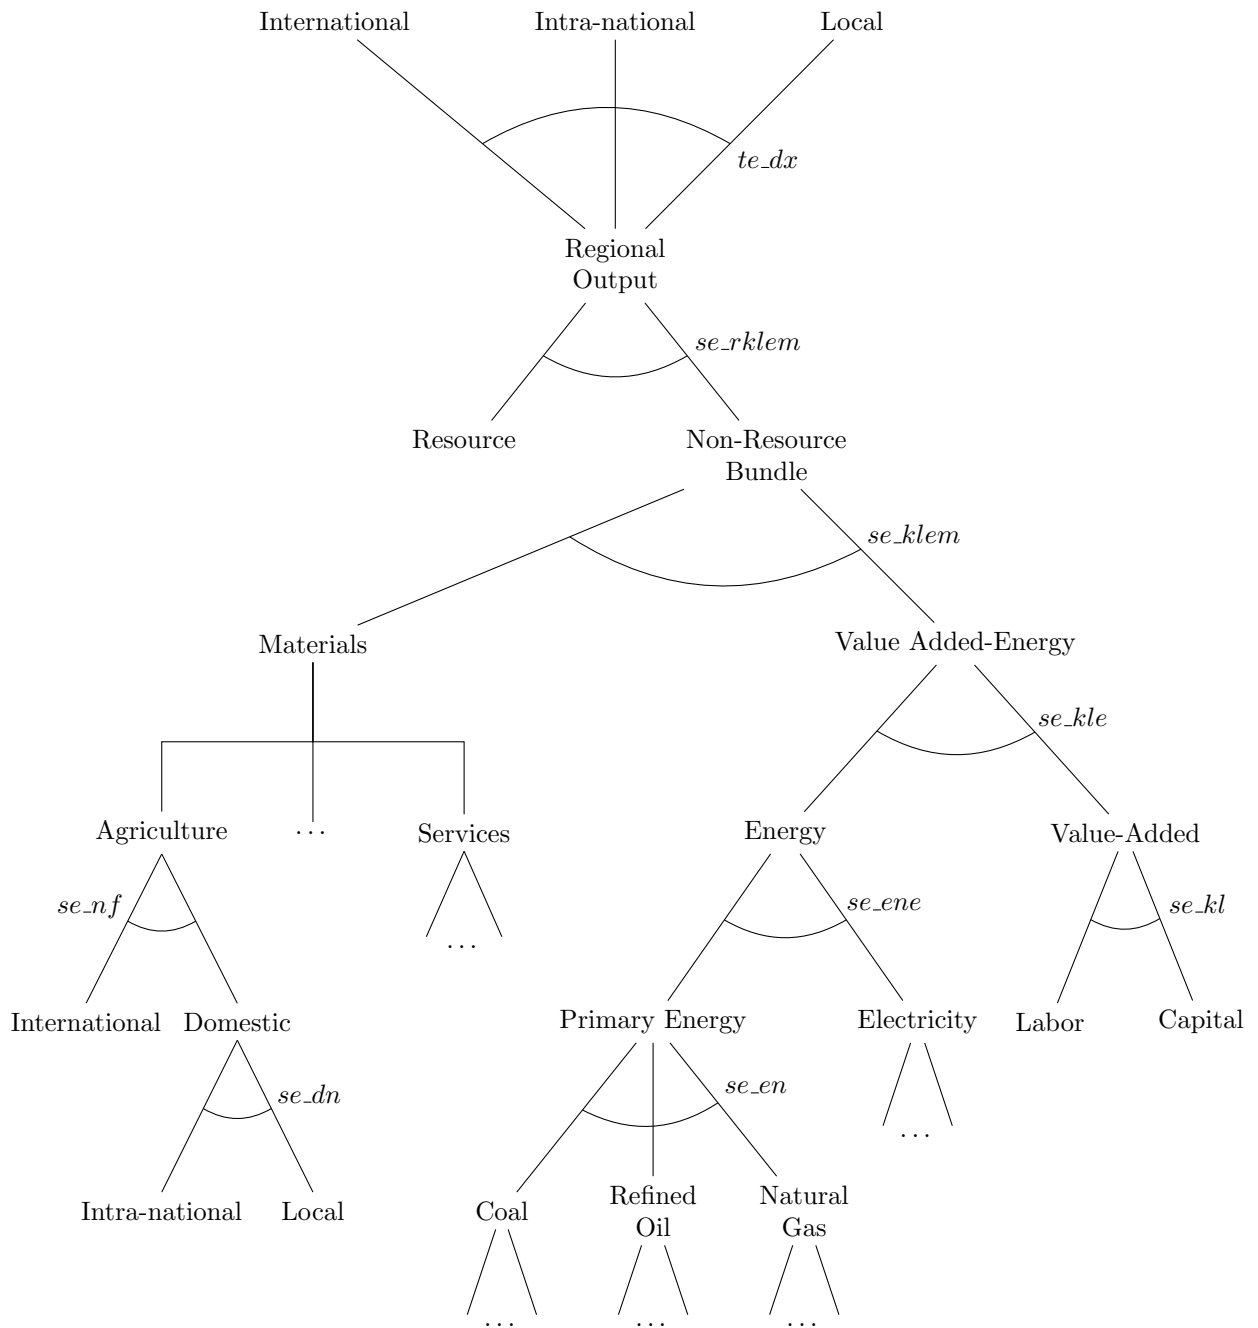 International
Intra-national
Local
te_dx
Regional
Output
se_rklem
Resource
Non-Resource
Bundle
se_klem
Materials
Value Added-Energy
se_kle
Agriculture
...
Services
Energy
Value-Added
se_nf
se_ene
se_kl
...
International
Domestic
Primary Energy
Electricity
Labor
Capital
se_dn
se_en
...
Intra-national
Local
Coal
Refined
Oil
Natural
Gas
...
...
...